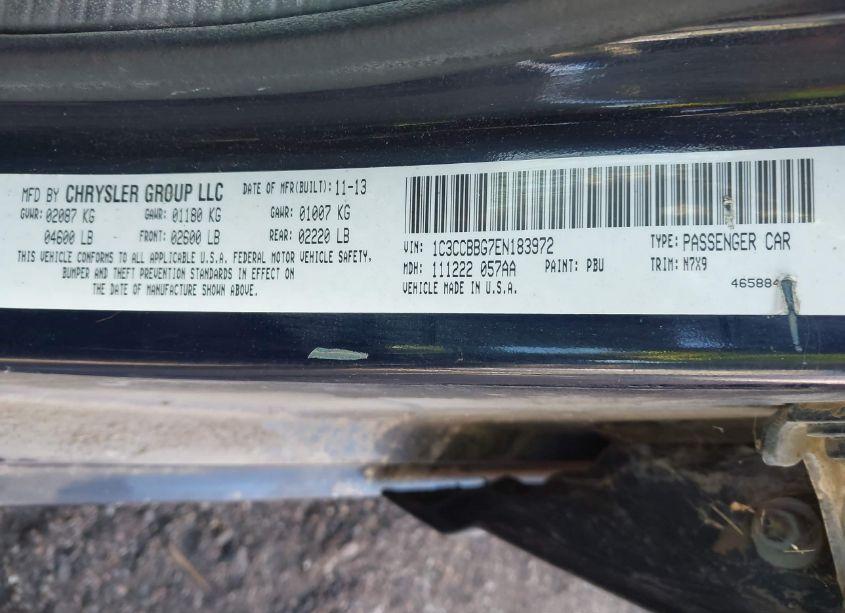 MFD BY CHRYSLER GROUP LLC DATE OF MFR(BUILT): 11-13
GVWR: 02087 KG GAWR: 01180 KG GAWR: 01007 KG
04600 LB FRONT: 02600 LB REAR: 02220 LB
THIS VEHICLE CONFORMS TO ALL APPLICABLE U.S.A. FEDERAL MOTOR VEHICLE SAFETY,
BUMPER AND THEFT PREVENTION STANDARDS IN EFFECT ON
THE DATE OF MANUFACTURE SHOWN ABOVE.
VIN: 1C3CCBBG7EN183972 TYPE: PASSENGER CAR
MDH: 111222 057AA PAINT: PBU TRIM: N7X9
VEHICLE MADE IN U.S.A.